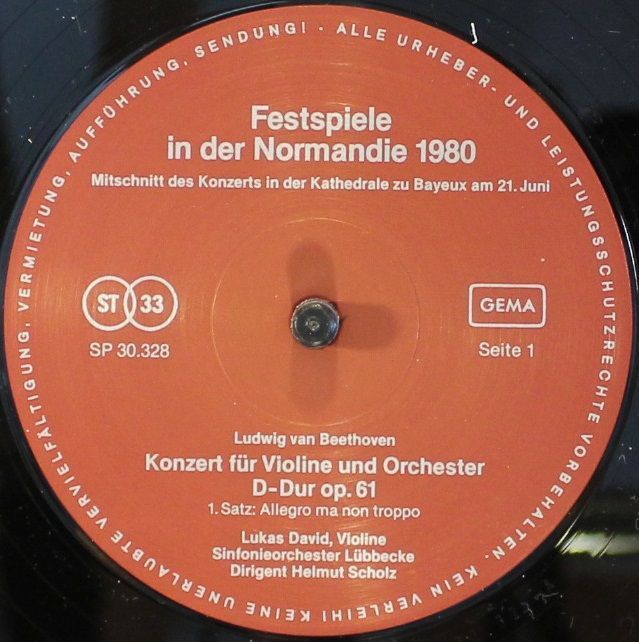 ALLE URHEBER- UND LEISTUNGSSCHUTZRECHTE VORBEHALTEN· KEIN VERLEIH! KEINE UNERLAUBTE VERVIELFÄLTIGUNG, VERMIETUNG, AUFFÜHRUNG, SENDUNG! ·
Festspiele
in der Normandie 1980
Mitschnitt des Konzerts in der Kathedrale zu Bayeux am 21. Juni
ST 33
GEMA
SP 30.328
Seite 1
Ludwig van Beethoven
Konzert für Violine und Orchester
D-Dur op. 61
1. Satz: Allegro ma non troppo
Lukas David, Violine
Sinfonieorchester Lübbecke
Dirigent Helmut Scholz